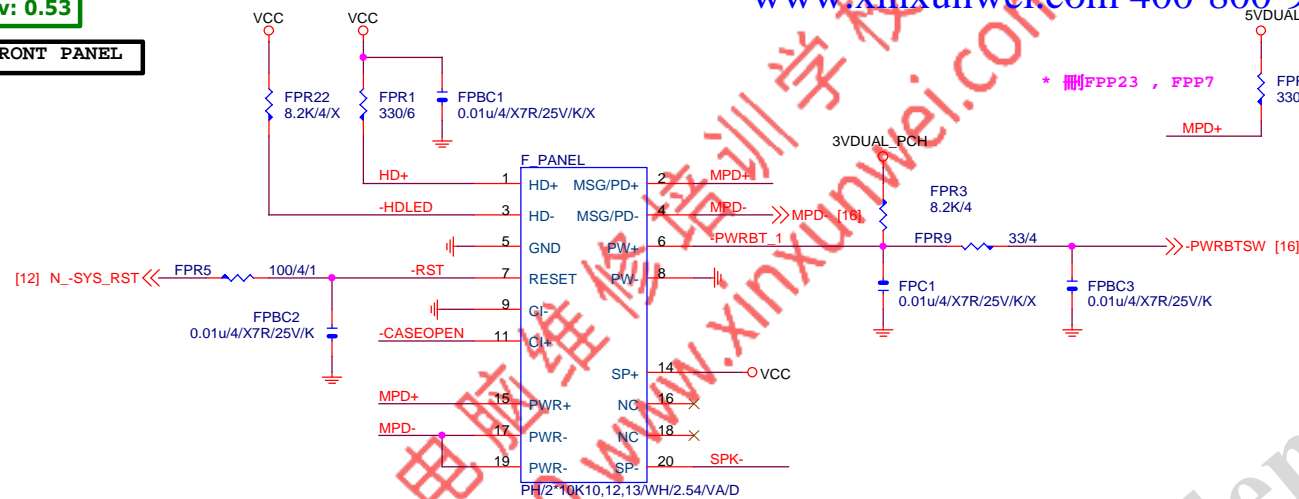 v: 0.53
www.xinxunwei.com 400-800-
RONT PANEL
VCC
VCC
5VDUAL
FPR22
8.2K/4/X
FPR1
330/6
FPBC1
0.01u/4/X7R/25V/K/X
* 删FPP23 , FPP7
FPR
330
MPD+
3VDUAL_PCH
F_PANEL
HD+
1
HD+
MSG/PD+
2
MPD+
FPR3
8.2K/4
-HDLED
3
HD-
MSG/PD-
4
MPD-
MPD- [16]
5
GND
PW+
6
-PWRBT_1
FPR9
33/4
-PWRBTSW [16]
[12] N_-SYS_RST
FPR5
100/4/1
-RST
7
RESET
PW-
8
FPC1
0.01u/4/X7R/25V/K/X
FPBC3
0.01u/4/X7R/25V/K
9
CI-
FPBC2
0.01u/4/X7R/25V/K
-CASEOPEN
11
CI+
SP+
14
VCC
MPD+
15
PWR+
NC
16
MPD-
17
PWR-
NC
18
19
PWR-
SP-
20
SPK-
PH/2*10K10,12,13/WH/2.54/VA/D
电脑维修培训学校
www.xinxunwei.com